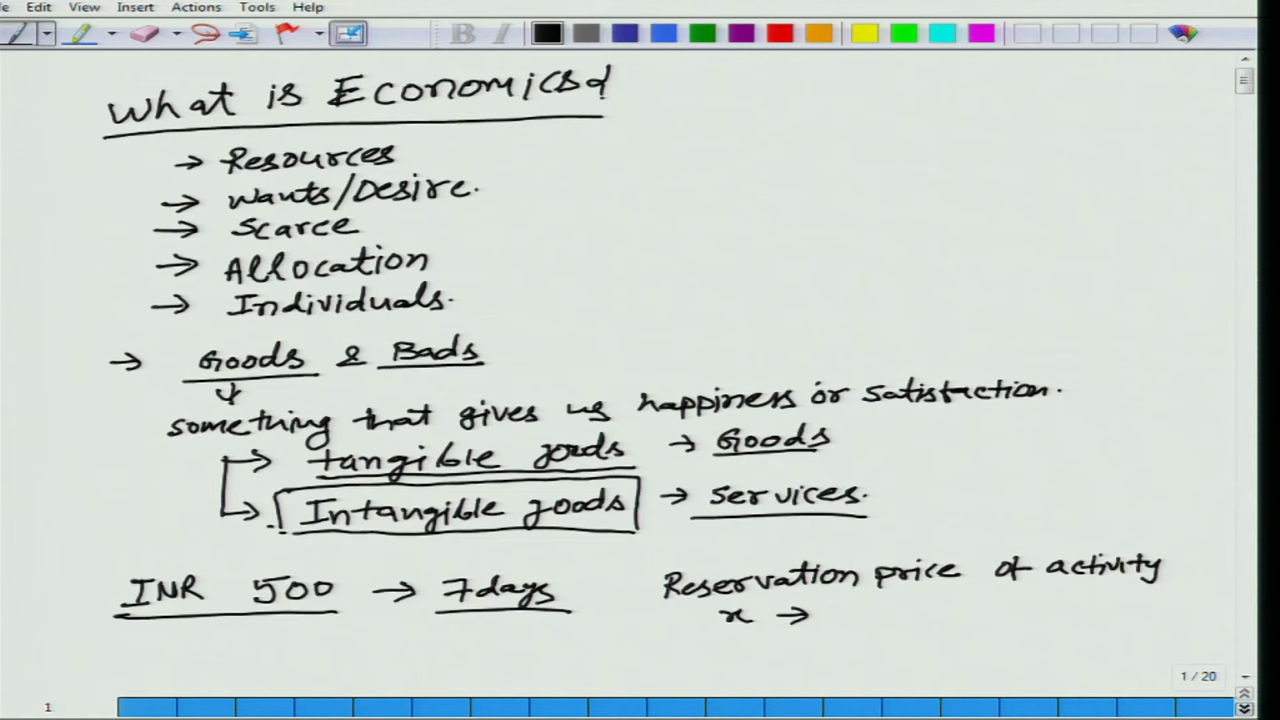 Edit View Insert Actions Tools Help
What is Economics?
→ Resources
→ Wants/Desire.
→ Scarce
→ Allocation
→ Individuals.
→ Goods & Bads
something that gives us happiness or satisfaction.
→ tangible goods → Goods
→ Intangible goods → services.
INR 500 → 7 days
Reservation price of activity
x →
1 / 20
1